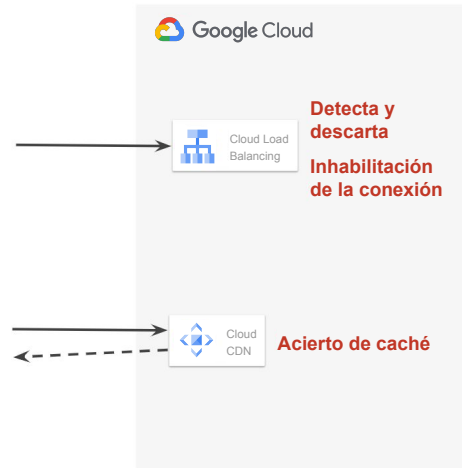 Google Cloud
Detecta y
descarta
Cloud Load
Balancing
Inhabilitación
de la conexión
Cloud
CDN
Acierto de caché